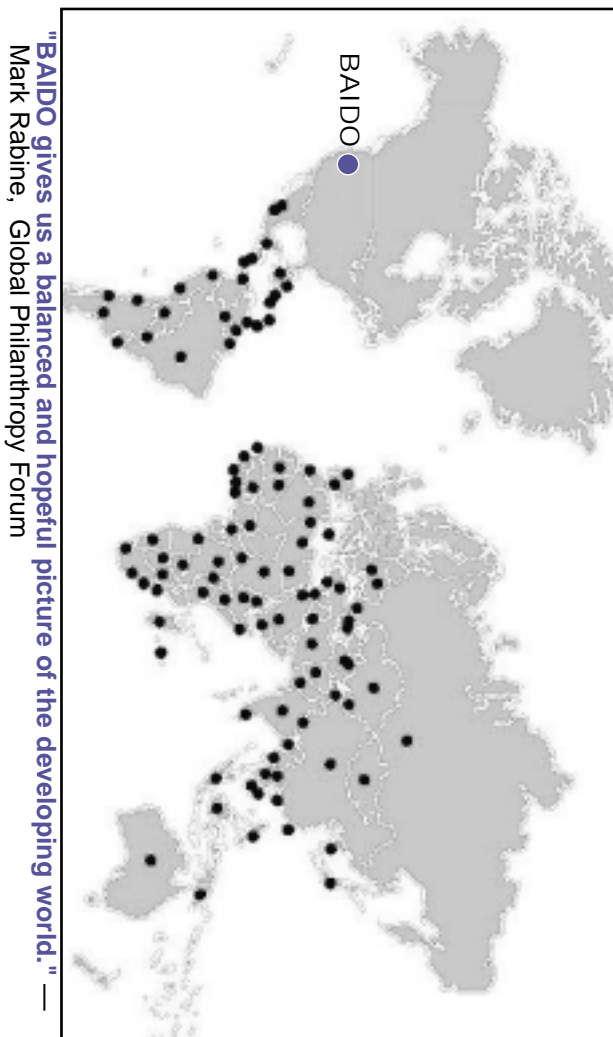 BAIDO
"BAIDO gives us a balanced and hopeful picture of the developing world." —
Mark Rabine, Global Philanthropy Forum